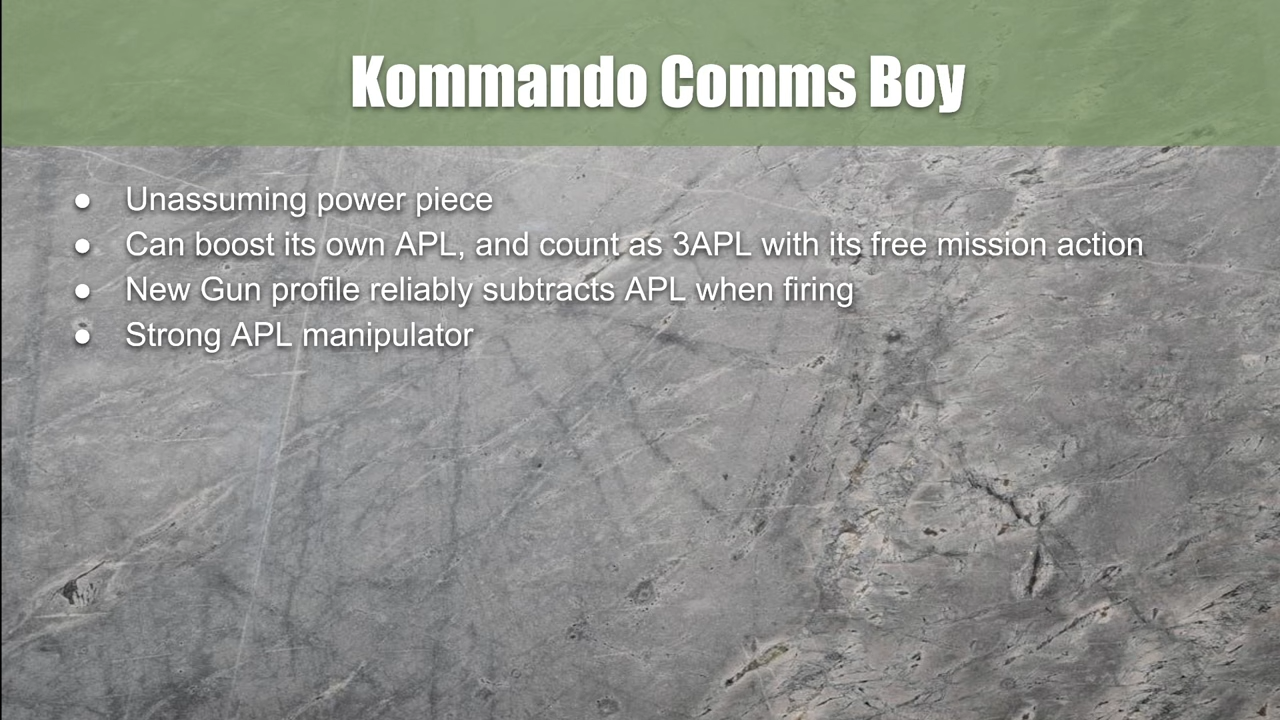 Kommando Comms Boy
● Unassuming power piece
● Can boost its own APL, and count as 3APL with its free mission action
● New Gun profile reliably subtracts APL when firing
● Strong APL manipulator